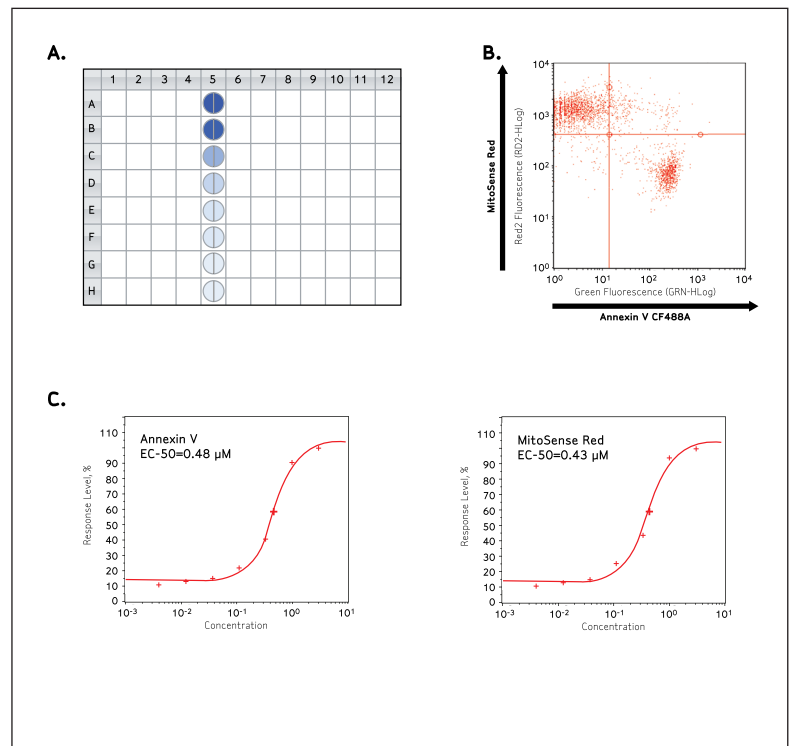 A.
1 2 3 4 5 6 7 8 9 10 11 12
A
B
C
D
E
F
G
H
B.
MitoSense Red
Red2 Fluorescence (RD2-HLog)
10⁴
10³
10²
10¹
10⁰
10⁰ 10¹ 10² 10³ 10⁴
Green Fluorescence (GRN-HLog)
Annexin V CF488A
C.
Annexin V
EC-50=0.48 µM
Response Level, %
110
90
80
70
60
50
40
30
20
10
0
10⁻³ 10⁻² 10⁻¹ 10⁰ 10¹
Concentration
MitoSense Red
EC-50=0.43 µM
Response Level, %
110
90
80
70
60
50
40
30
20
10
0
10⁻³ 10⁻² 10⁻¹ 10⁰ 10¹
Concentration